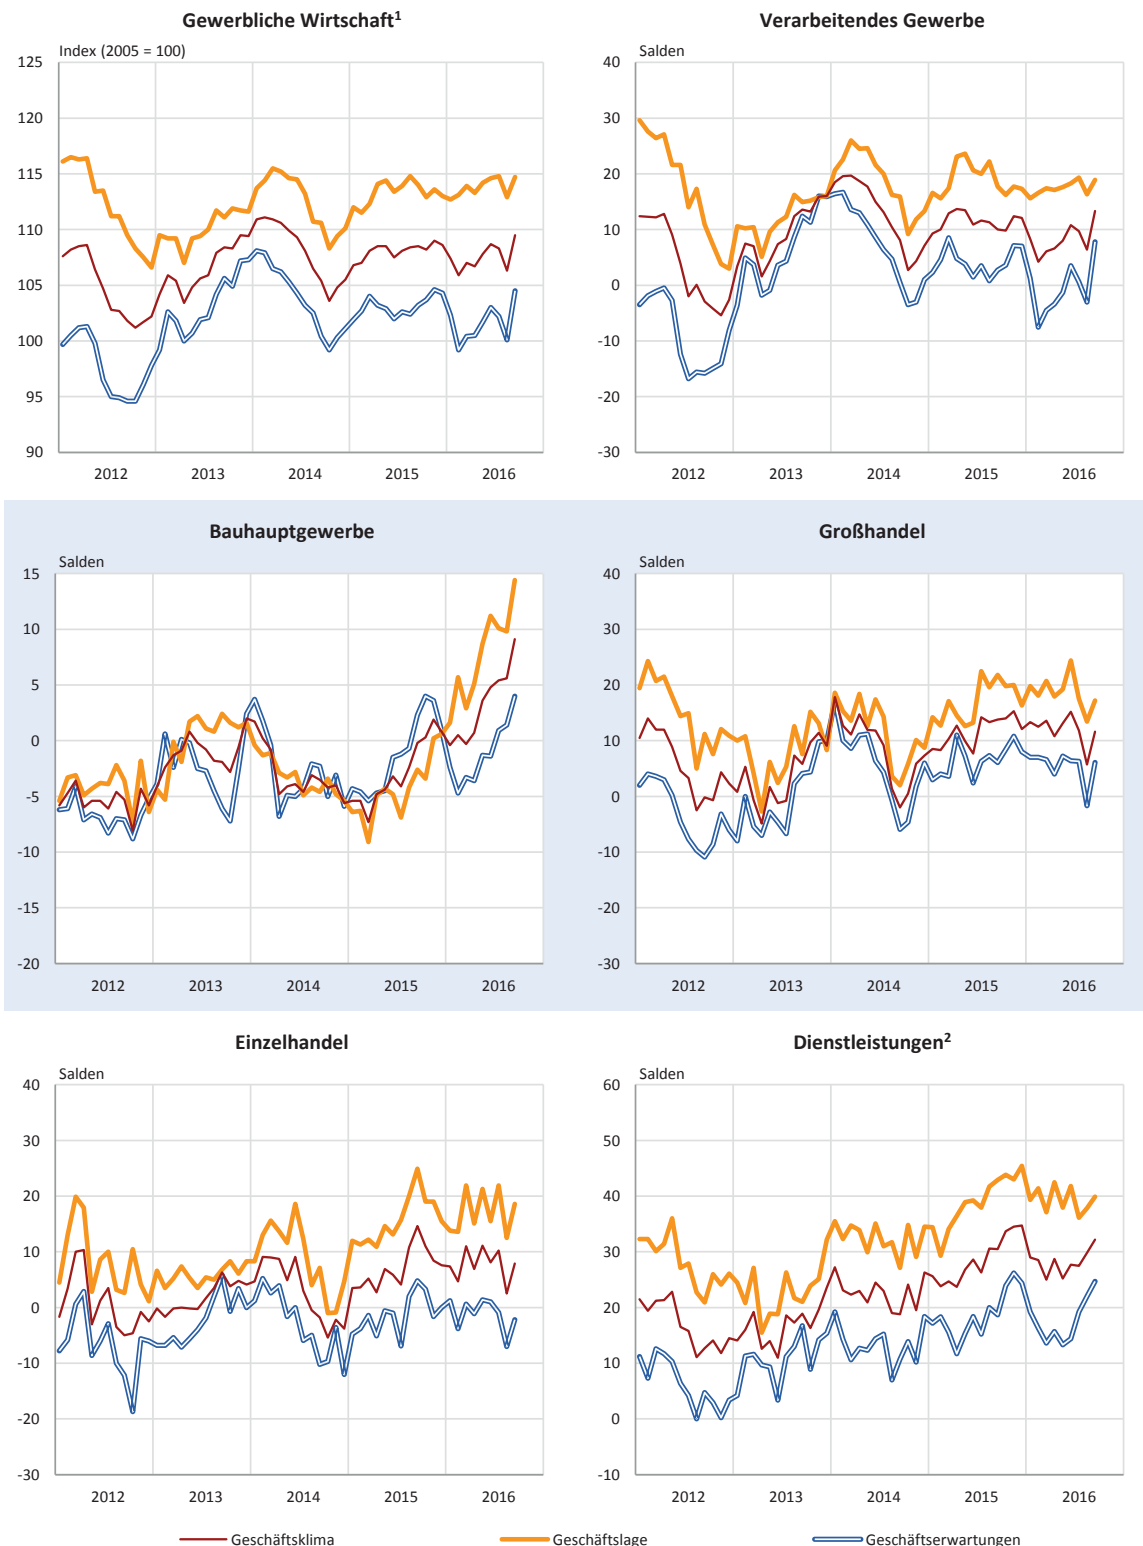 Gewerbliche Wirtschaft¹
Index (2005 = 100)
125
120
115
110
105
100
95
90
2012 2013 2014 2015 2016
Verarbeitendes Gewerbe
Salden
40
30
20
10
0
-10
-20
-30
2012 2013 2014 2015 2016
Bauhauptgewerbe
Salden
15
10
5
0
-5
-10
-15
-20
2012 2013 2014 2015 2016
Großhandel
Salden
40
30
20
10
0
-10
-20
-30
2012 2013 2014 2015 2016
Einzelhandel
Salden
40
30
20
10
0
-10
-20
-30
2012 2013 2014 2015 2016
Dienstleistungen²
Salden
60
50
40
30
20
10
0
-10
2012 2013 2014 2015 2016
Geschäftsklima Geschäftslage Geschäftserwartungen